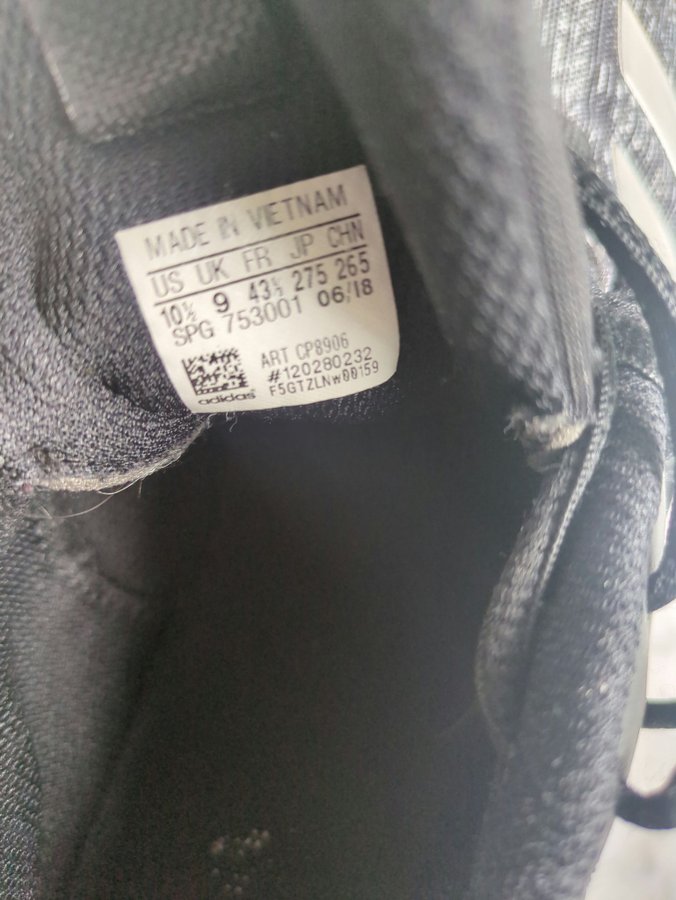 MADE IN VIETNAM
US UK FR JP CHN
10½ 9 43⅓ 275 265
SPG 753001 06/18
ART CP8906
#120280232
F5GTZLNW00159
adidas